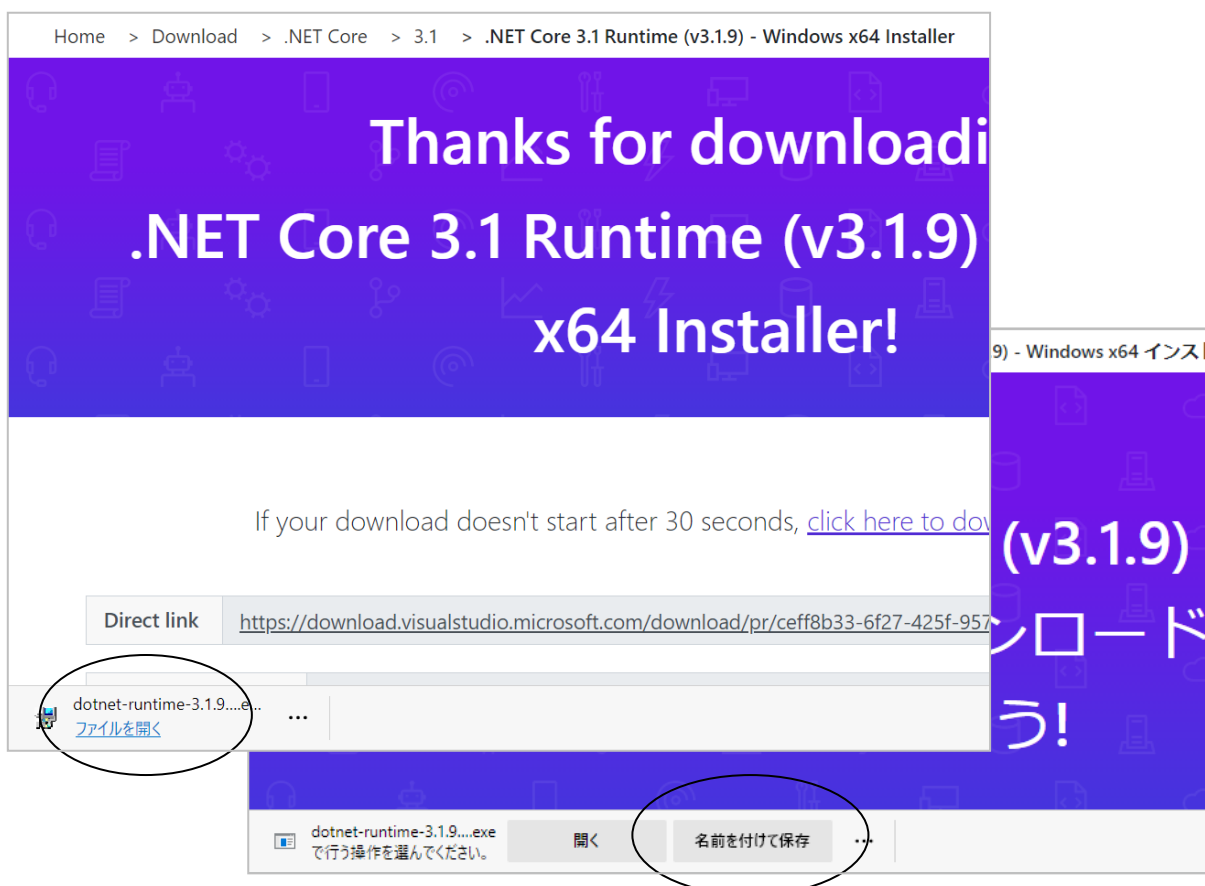 Home > Download > .NET Core > 3.1 > .NET Core 3.1 Runtime (v3.1.9) - Windows x64 Installer
Thanks for downloadi
.NET Core 3.1 Runtime (v3.1.9)
x64 Installer!
If your download doesn't start after 30 seconds, click here to dow
Direct link https://download.visualstudio.microsoft.com/download/pr/ceff8b33-6f27-425f-957
dotnet-runtime-3.1.9....e...
ファイルを開く
...
.9) - Windows x64 インスト
(v3.1.9)
ンロード
う!
dotnet-runtime-3.1.9....exe
で行う操作を選んでください。
開く
名前を付けて保存
...